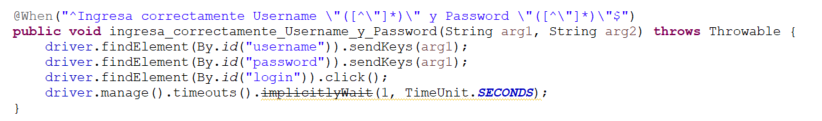 @When("^Ingresa correctamente Username \"([^\"]*)\" y Password \"([^\"]*)\"$")
public void ingresa_correctamente_Username_y_Password(String arg1, String arg2) throws Throwable {
    driver.findElement(By.id("username")).sendKeys(arg1);
    driver.findElement(By.id("password")).sendKeys(arg1);
    driver.findElement(By.id("login")).click();
    driver.manage().timeouts().implicitlyWait(1, TimeUnit.SECONDS);
}